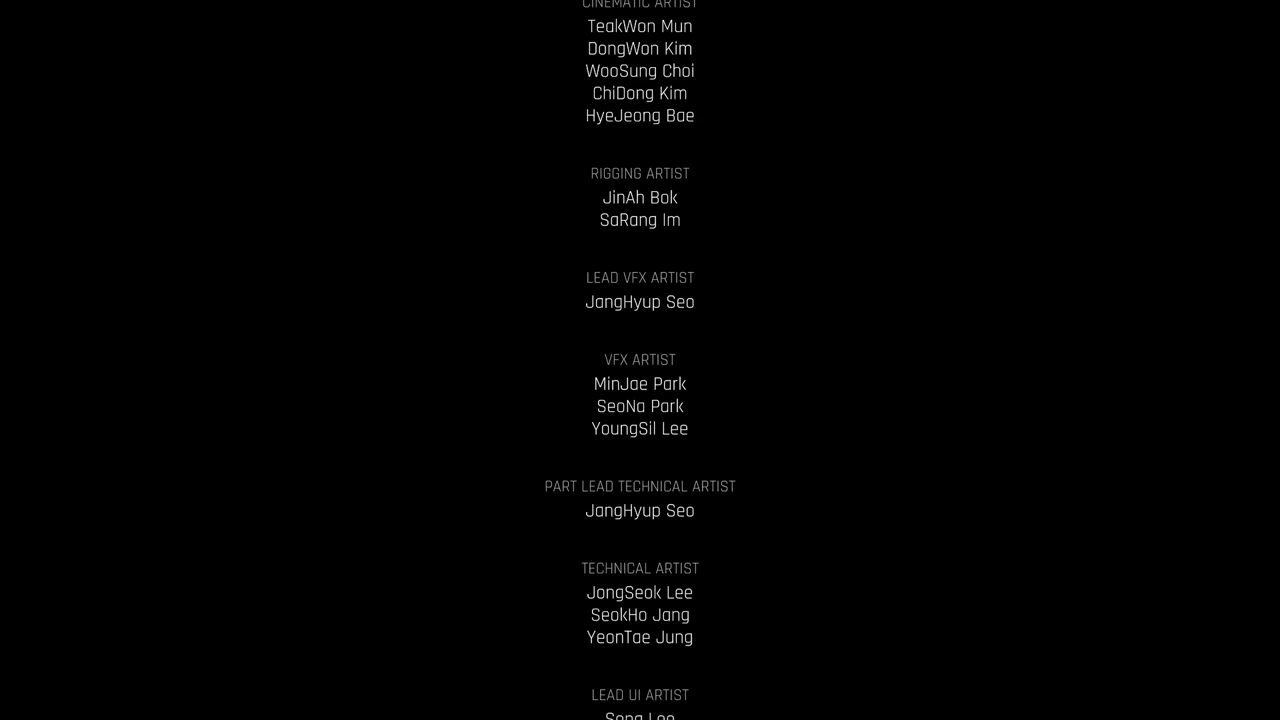 CINEMATIC ARTIST
TeakWon Mun
DongWon Kim
WooSung Choi
ChiDong Kim
HyeJeong Bae
RIGGING ARTIST
JinAh Bok
SaRang Im
LEAD VFX ARTIST
JangHyup Seo
VFX ARTIST
MinJae Park
SeoNa Park
YoungSil Lee
PART LEAD TECHNICAL ARTIST
JangHyup Seo
TECHNICAL ARTIST
JongSeok Lee
SeokHo Jang
YeonTae Jung
LEAD UI ARTIST